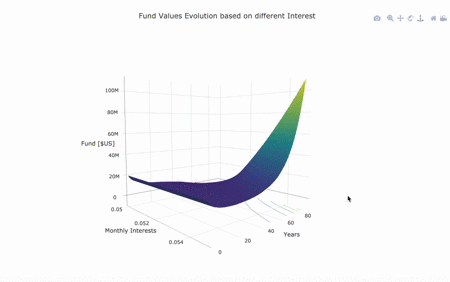 Fund Values Evolution based on different Interest
100M
80M
60M
Fund [$US]
40M
20M
0
0.05
0.052
Monthly Interests
0.054
0
20
40
60
80
Years